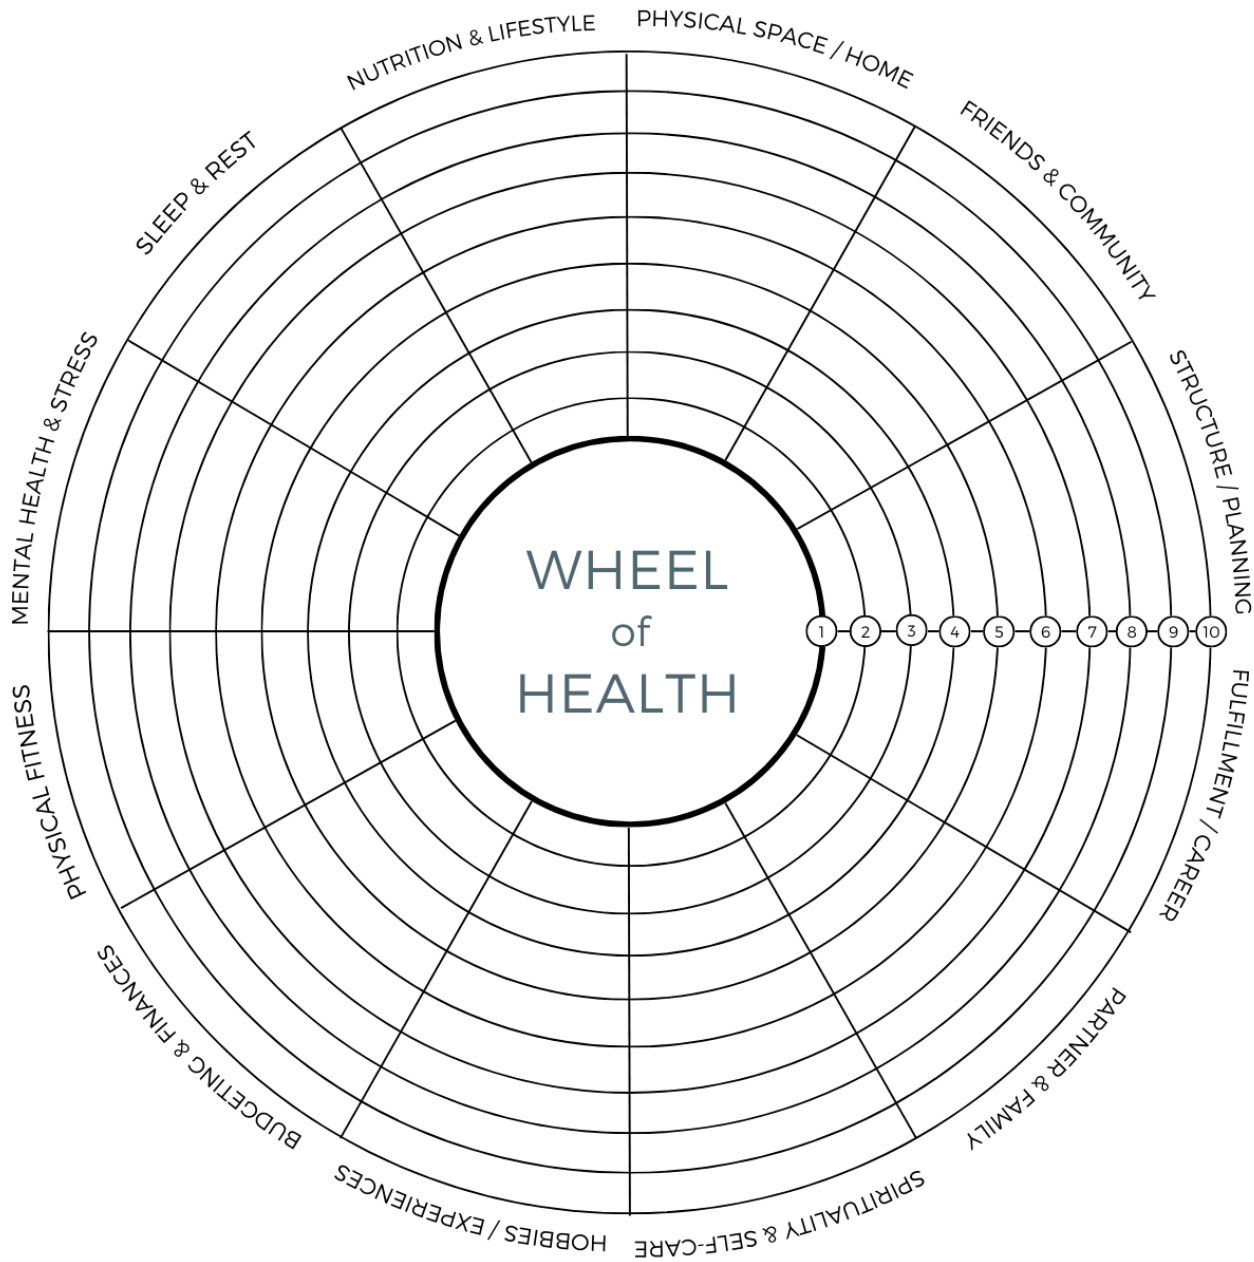 NUTRITION & LIFESTYLE
PHYSICAL SPACE / HOME
FRIENDS & COMMUNITY
STRUCTURE / PLANNING
FULFILLMENT / CAREER
PARTNER & FAMILY
SPIRITUALITY & SELF-CARE
HOBBIES / EXPERIENCES
BUDGETING & FINANCES
PHYSICAL FITNESS
MENTAL HEALTH & STRESS
SLEEP & REST
WHEEL
of
HEALTH
1 2 3 4 5 6 7 8 9 10